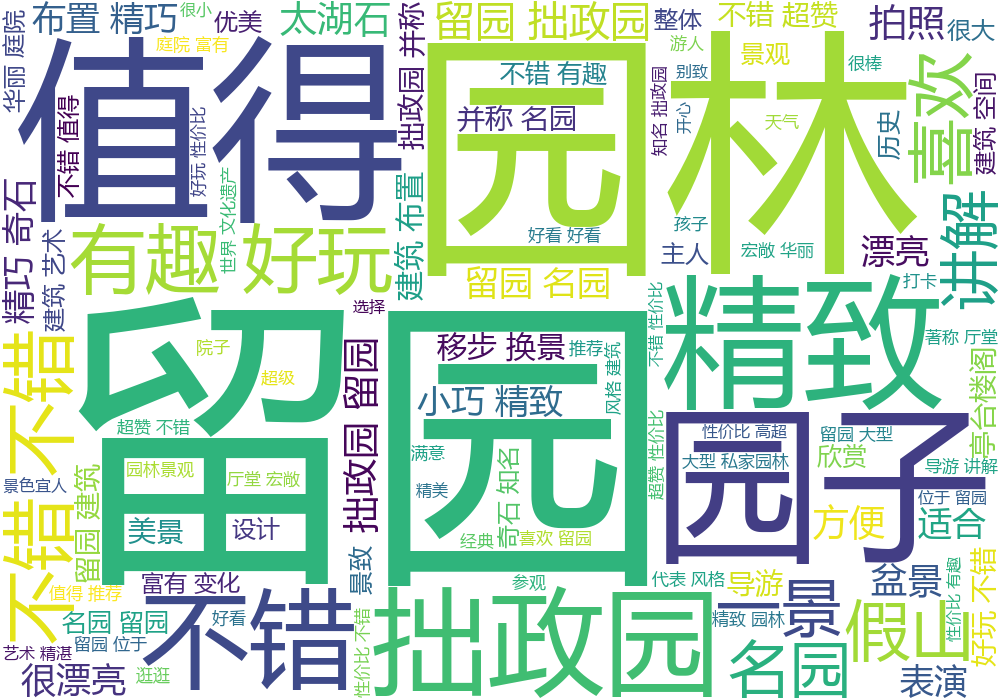 华丽 庭院
布置 精巧
很小
优美
太湖石
并称
留园 拙政园
整体
不错 超赞
拍照
很大
庭院 富有
值得
不错 值得
好玩 性价比
拙政园 并称
园林
不错 有趣
并称 名园
游人
别致
景观
很棒
知名 拙政园
开心
天气
历史
喜欢
建筑 空间
世界 文化遗产
有趣 好玩
建筑 布置
好看 好看
孩子
主人
宏敞 华丽
漂亮
讲解
打卡
精巧 奇石
建筑 艺术
留园 名园
选择
留园
移步 换景
推荐
小巧 精致
风格 建筑
不错 性价比
精致
著称 厅堂
亭台楼阁
不错 不错
院子
超级
拙政园 留园
超赞 不错
园林景观
厅堂 宏敞
满意
精美
奇石 知名
超赞 性价比
园子
性价比 高超
大型 私家园林
留园 大型
欣赏
导游 讲解
景色宜人
留园 建筑
美景
设计
经典
喜欢 留园
位于 留园
方便
适合
值得 推荐
富有 变化
景致
参观
代表 风格
导游
一景
盆景
性价比 有趣
好玩 不错
名园 留园
留园 位于
不错
好看
性价比 不错
拙政园
精致 园林
假山
艺术 精湛
很漂亮
逛逛
名园
表演